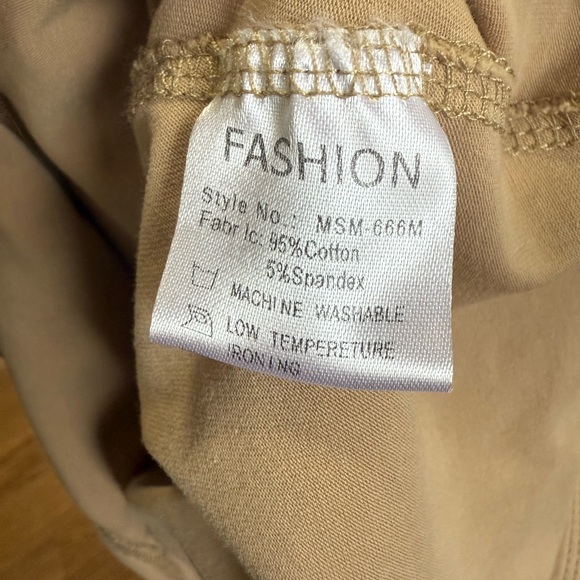 FASHION
Style No.: MSM-666M
Fabric: 95%Cotton
5%Spandex
MACHINE WASHABLE
LOW TEMPERETURE
IRONING